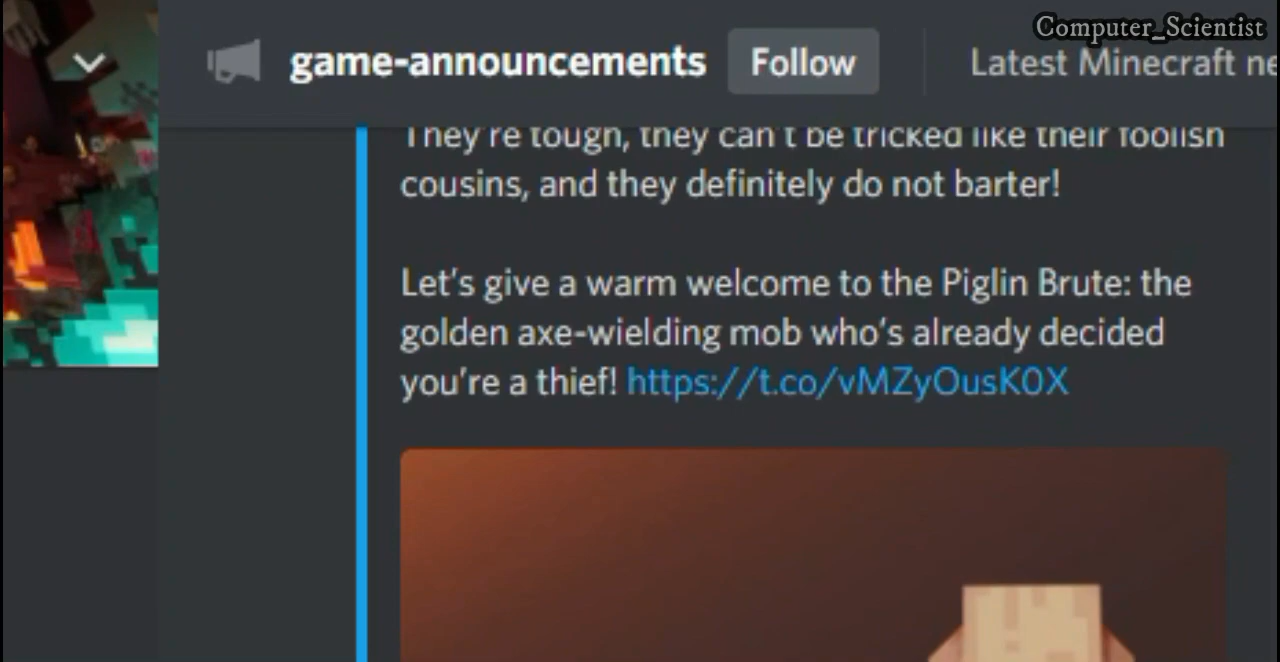 Computer_Scientist
game-announcements Follow Latest Minecraft ne
They're tough, they can't be tricked like their foolish
cousins, and they definitely do not barter!
Let's give a warm welcome to the Piglin Brute: the
golden axe-wielding mob who's already decided
you're a thief! https://t.co/vMZyOusK0X